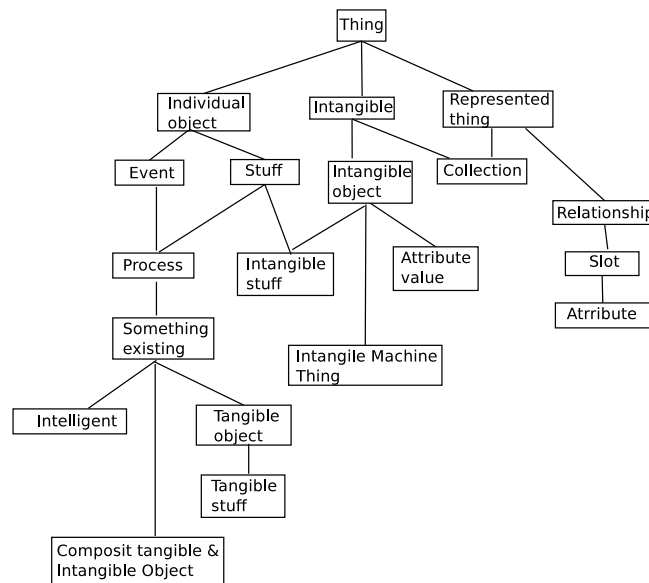 Thing
Individual
object
Intangible
Represented
thing
Event
Stuff
Intangible
object
Collection
Relationship
Process
Intangible
stuff
Attribute
value
Slot
Atrribute
Something
existing
Intangile Machine
Thing
Intelligent
Tangible
object
Tangible
stuff
Composit tangible &
Intangible Object